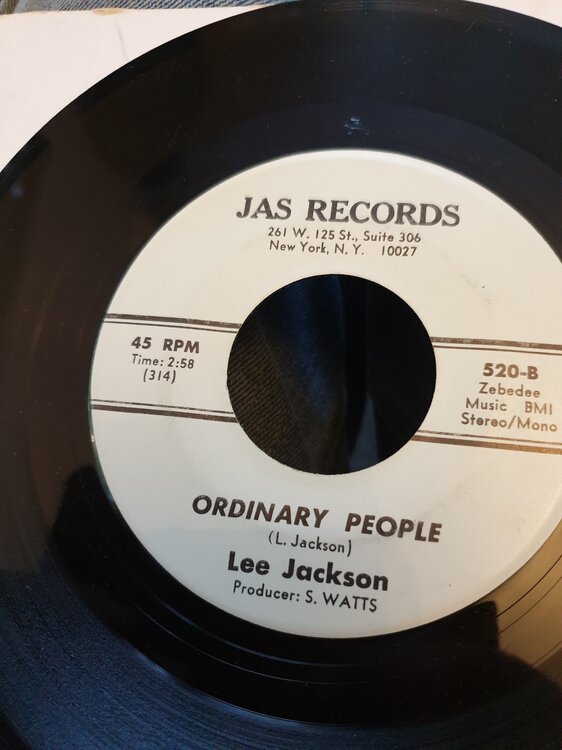 JAS RECORDS
261 W. 125 St., Suite 306
New York, N. Y. 10027
45 RPM
Time: 2:58
(314)
520-B
Zebedee
Music BMI
Stereo/Mono
ORDINARY PEOPLE
(L. Jackson)
Lee Jackson
Producer: S. WATTS